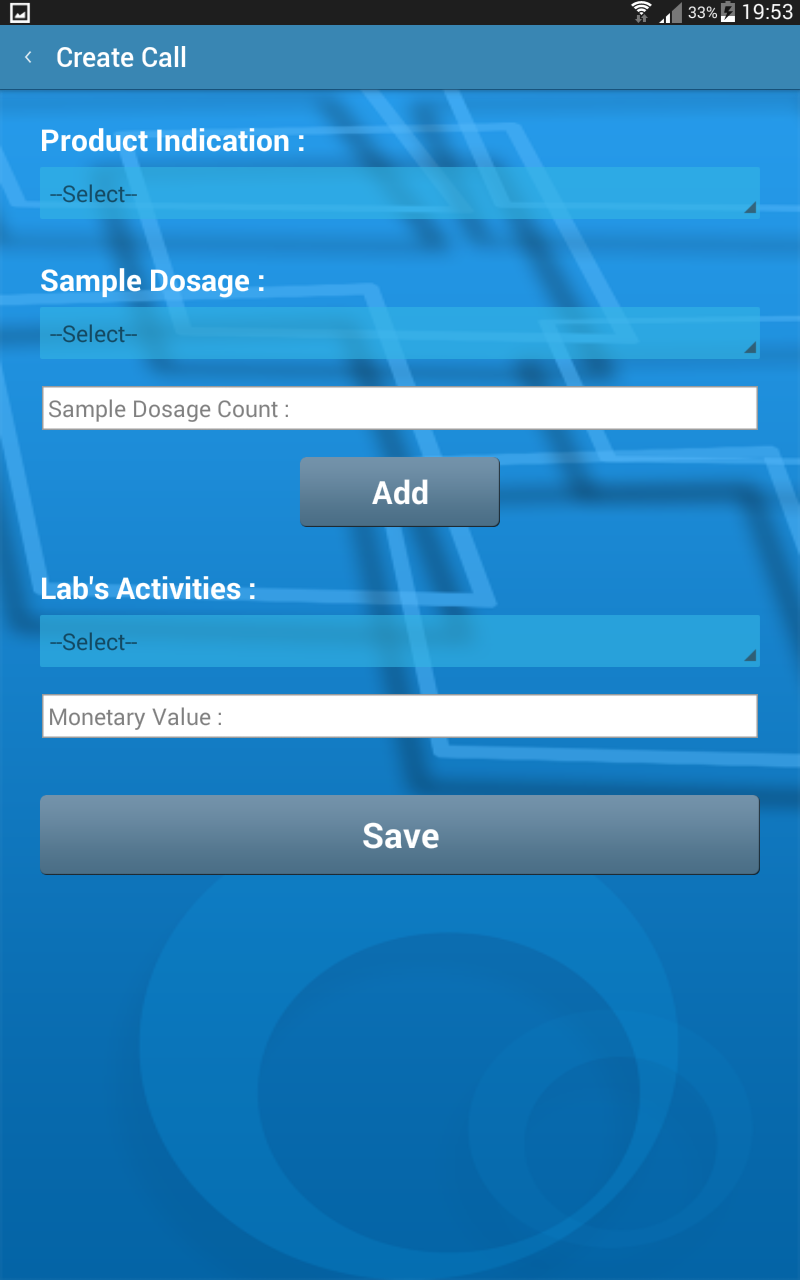 33% 19:53
Create Call
Product Indication :
--Select--
Sample Dosage :
--Select--
Sample Dosage Count :
Add
Lab's Activities :
--Select--
Monetary Value :
Save